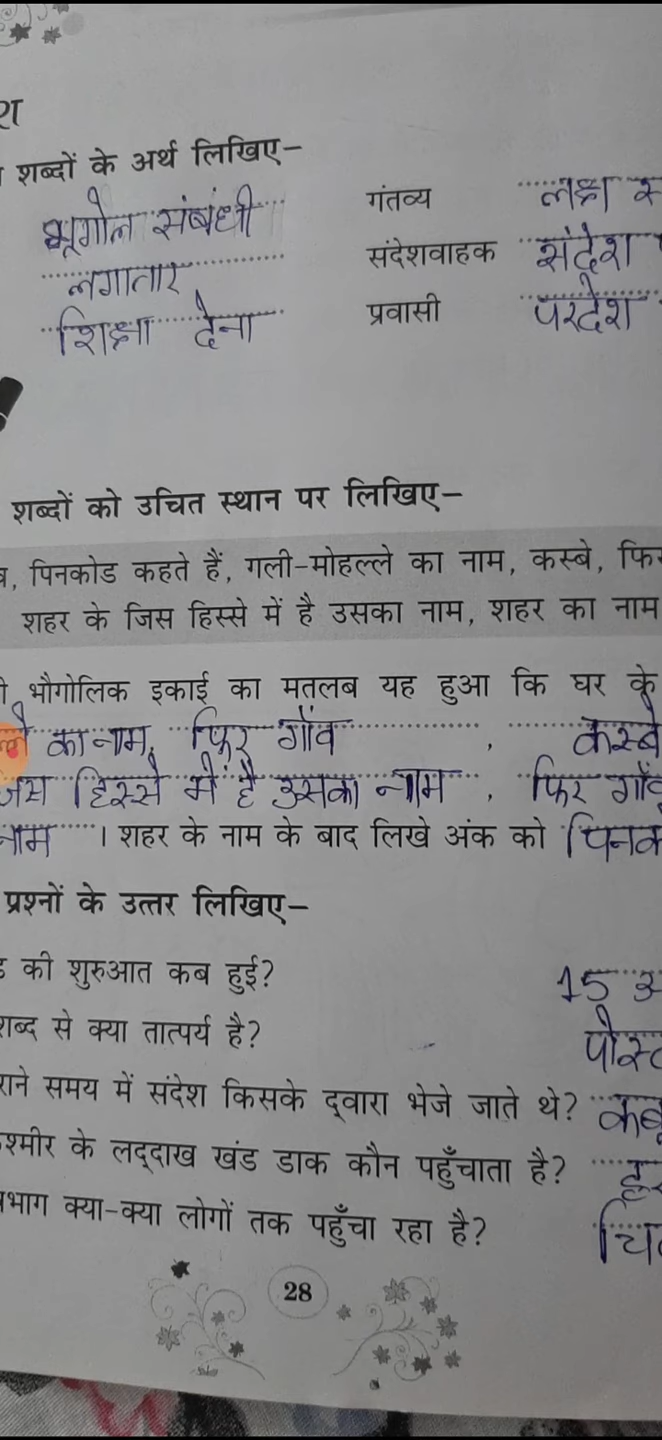 शब्दों के अर्थ लिखिए–
भूगोल संबंधी गंतव्य लक्ष्य
लगातार संदेशवाहक संदेश
शिक्षा देना प्रवासी परदेश
शब्दों को उचित स्थान पर लिखिए–
पिनकोड कहते हैं, गली-मोहल्ले का नाम, कस्बे,
शहर के जिस हिस्से में है उसका नाम, शहर का नाम
भौगोलिक इकाई का मतलब यह हुआ कि घर के
का नाम, फिर गाँव , कस्बे
हिस्से में है उसका नाम , फिर गाँव
नाम । शहर के नाम के बाद लिखे अंक को
प्रश्नों के उत्तर लिखिए–
की शुरुआत कब हुई? 15
शब्द से क्या तात्पर्य है?
समय में संदेश किसके द्वारा भेजे जाते थे?
के लद्दाख खंड डाक कौन पहुँचाता है?
क्या-क्या लोगों तक पहुँचा रहा है?
28